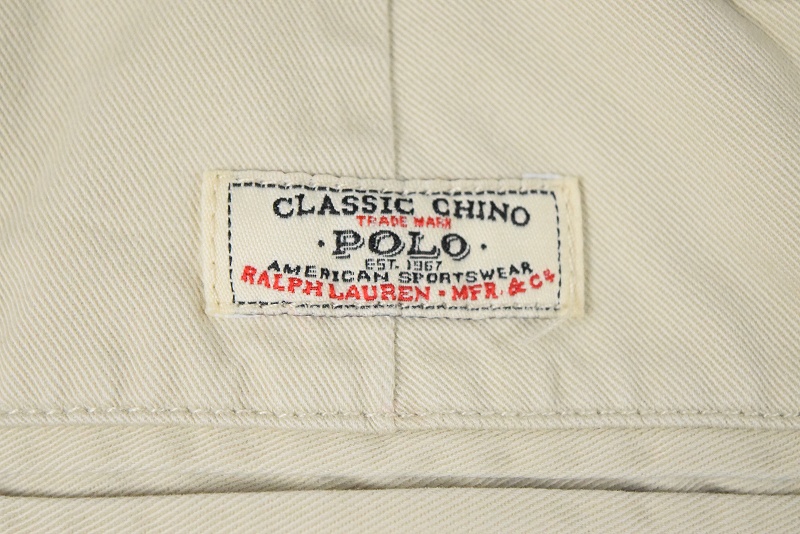 CLASSIC CHINO
TRADE MARK
· POLO ·
EST. 1967
AMERICAN SPORTSWEAR
RALPH LAUREN · MFR. & Co.